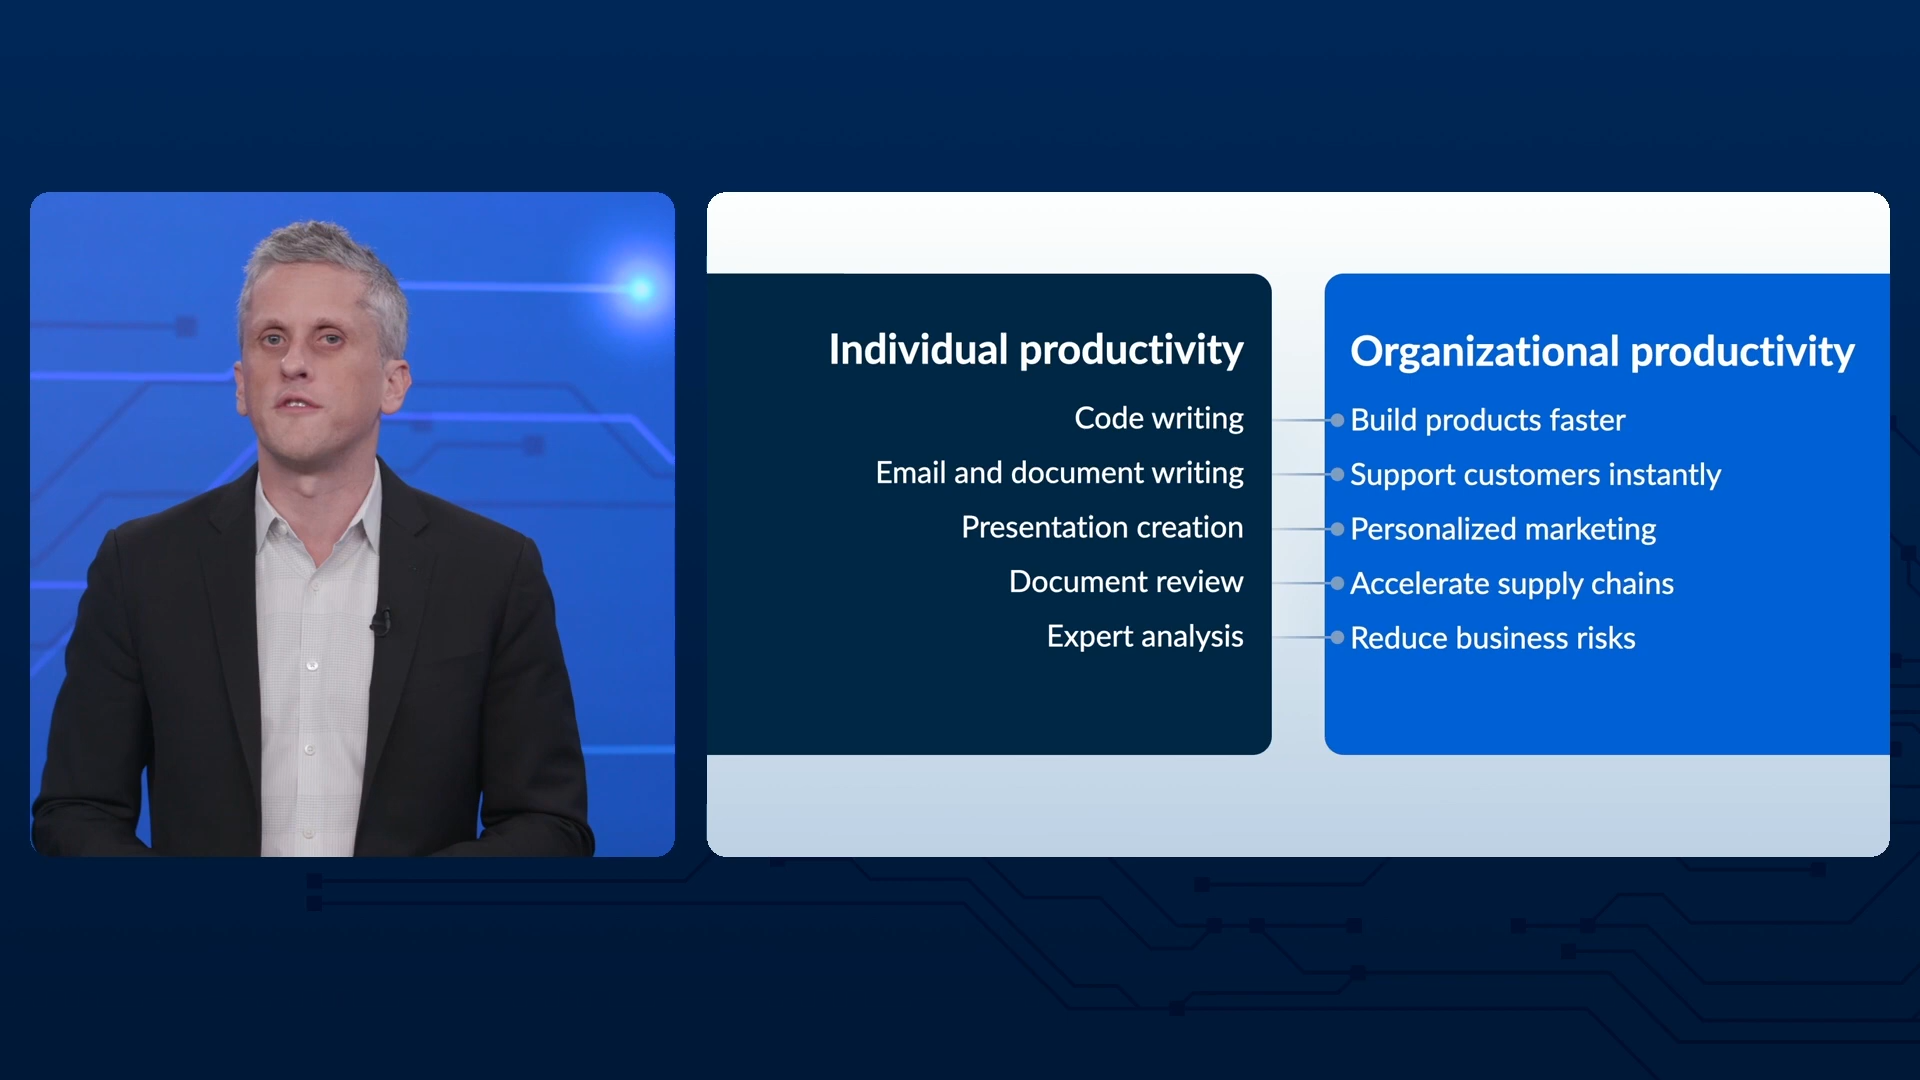 Individual productivity
Code writing
Email and document writing
Presentation creation
Document review
Expert analysis
Organizational productivity
Build products faster
Support customers instantly
Personalized marketing
Accelerate supply chains
Reduce business risks